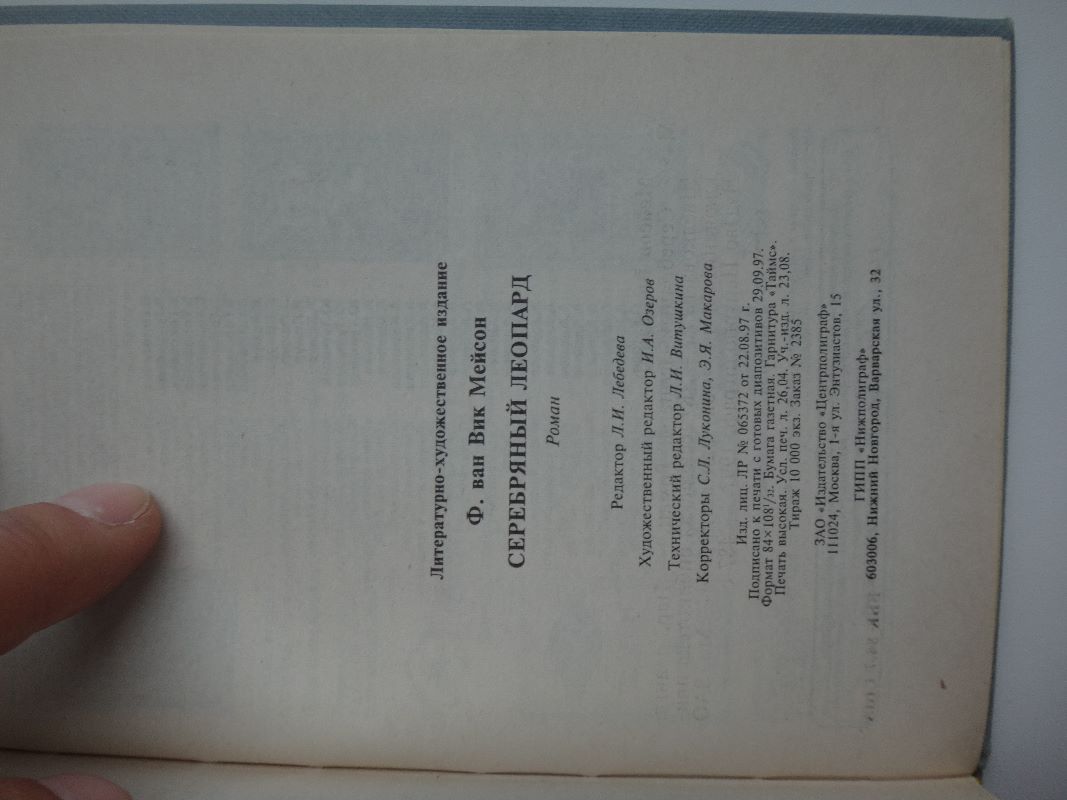 Литературно-художественное издание
Ф. ван Вик Мейсон
СЕРЕБРЯНЫЙ ЛЕОПАРД
Роман
Редактор Л.И. Лебедева
Художественный редактор И.А. Озеров
Технический редактор Л.И. Витушкина
Корректоры С.Л. Луконина, Э.Я. Макарова
Изд. лиц. ЛР № 065372 от 22.08.97 г.
Подписано к печати с готовых диапозитивов 29.09.97.
Формат 84×108¹/₃₂. Бумага газетная. Гарнитура «Таймс».
Печать высокая. Усл. печ. л. 26,04. Уч.-изд. л. 23,08.
Тираж 10 000 экз. Заказ № 2385
ЗАО «Издательство «Центрполиграф»
111024, Москва, 1-я ул. Энтузиастов, 15
ГИПП «Нижполиграф»
603006, Нижний Новгород, Варварская ул., 32